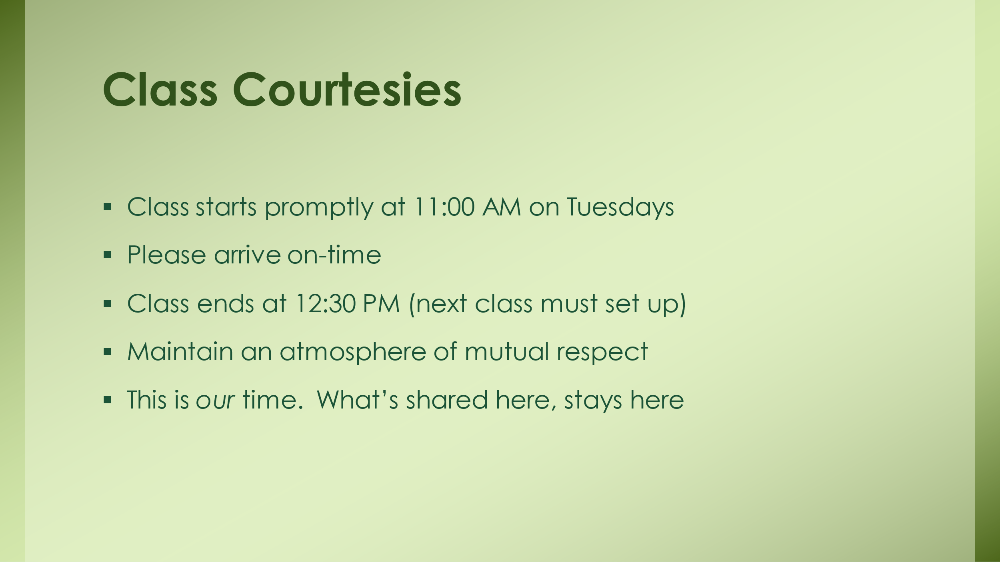 Class Courtesies
▪ Class starts promptly at 11:00 AM on Tuesdays
▪ Please arrive on-time
▪ Class ends at 12:30 PM (next class must set up)
▪ Maintain an atmosphere of mutual respect
▪ This is our time.  What’s shared here, stays here